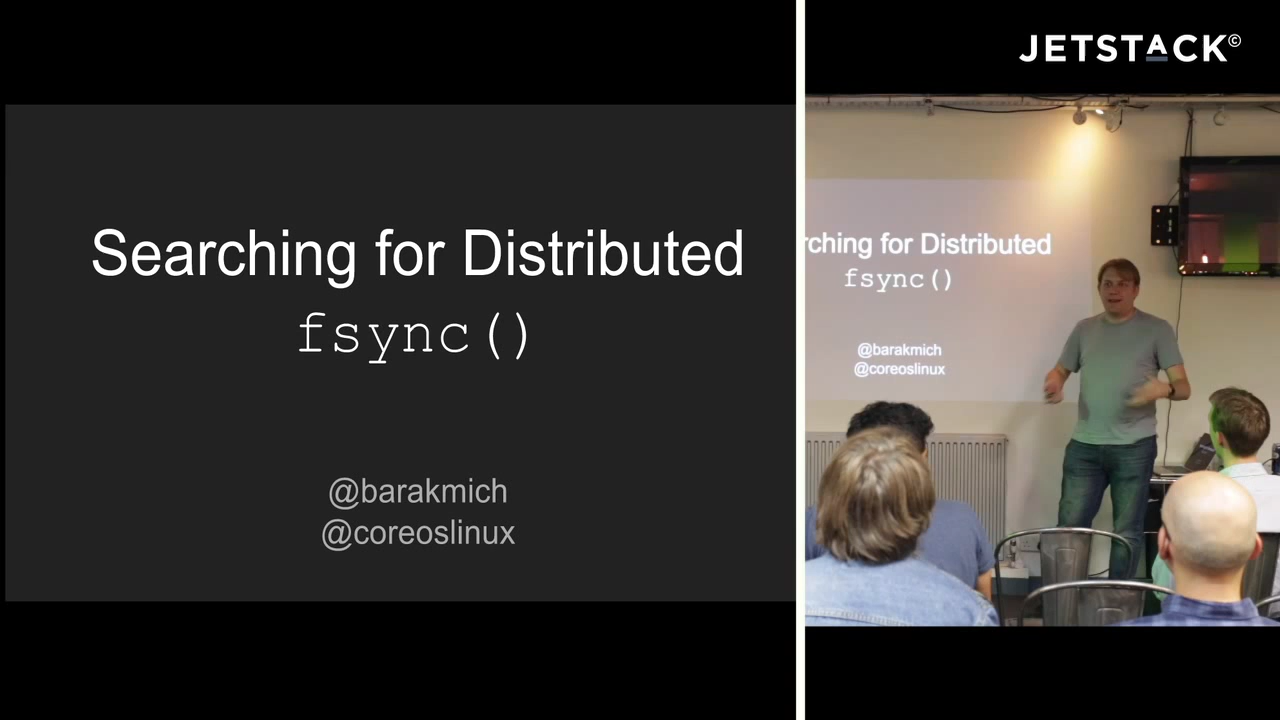 Searching for Distributed
fsync()
@barakmich
@coreoslinux
JETSTACK©
rching for Distributed
fsync()
@barakmich
@coreoslinux